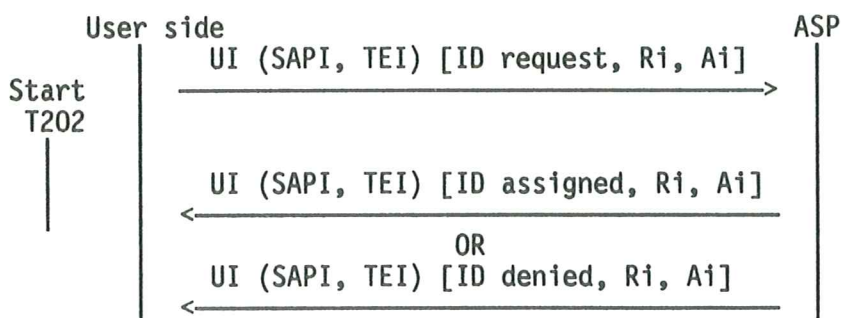 User side
ASP
UI (SAPI, TEI) [ID request, Ri, Ai]
Start
T202
UI (SAPI, TEI) [ID assigned, Ri, Ai]
OR
UI (SAPI, TEI) [ID denied, Ri, Ai]